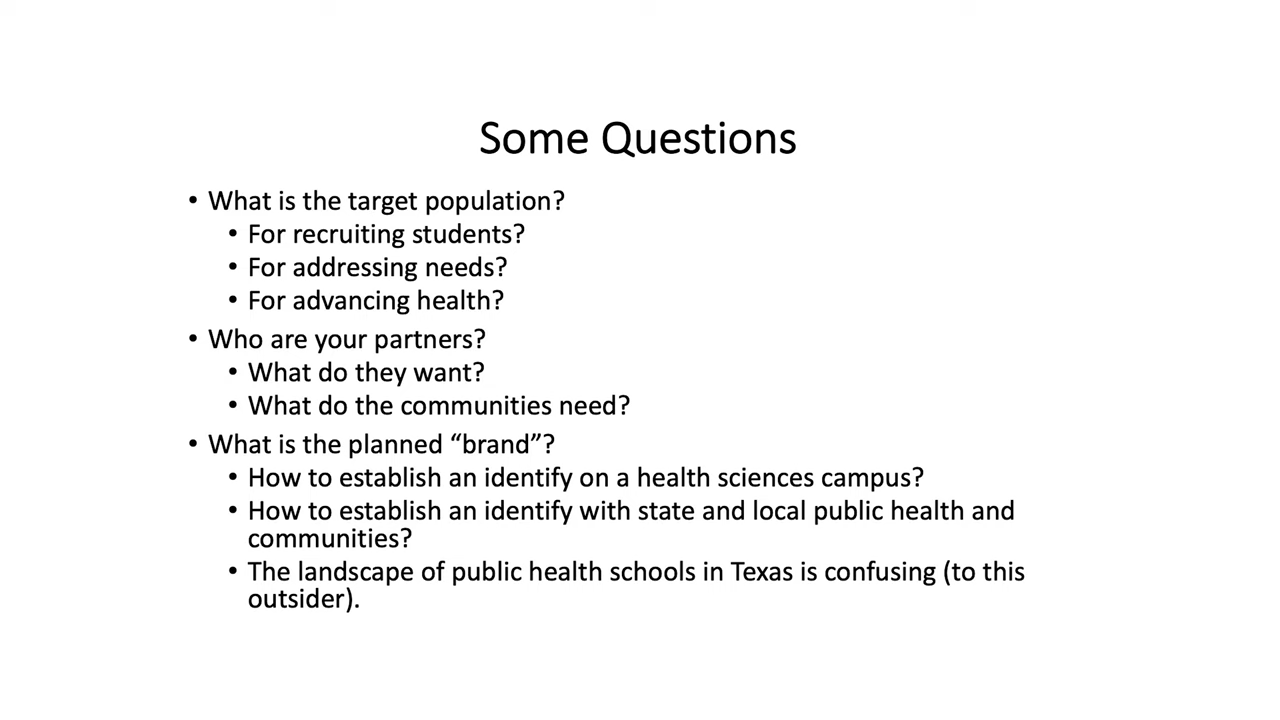 Some Questions
• What is the target population?
• For recruiting students?
• For addressing needs?
• For advancing health?
• Who are your partners?
• What do they want?
• What do the communities need?
• What is the planned “brand”?
• How to establish an identify on a health sciences campus?
• How to establish an identify with state and local public health and
communities?
• The landscape of public health schools in Texas is confusing (to this
outsider).